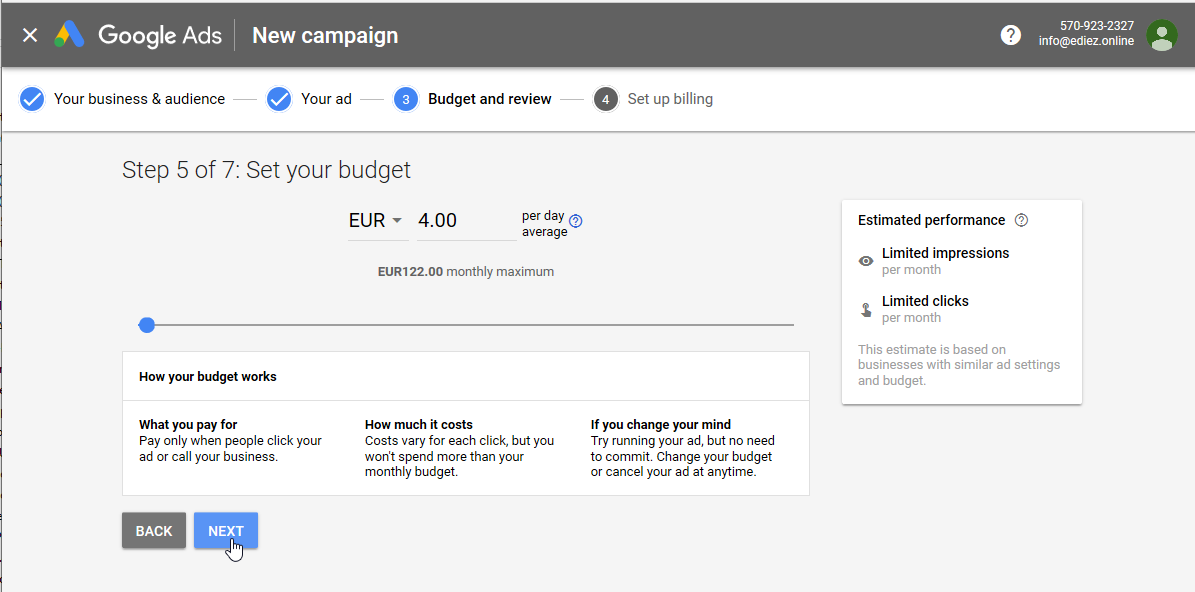 Google Ads New campaign
?
570-923-2327
info@ediez.online
Your business & audience
Your ad
3 Budget and review
4 Set up billing
Step 5 of 7: Set your budget
EUR 4.00
per day
average ?
EUR122.00 monthly maximum
How your budget works
What you pay for
Pay only when people click your
ad or call your business.
How much it costs
Costs vary for each click, but you
won't spend more than your
monthly budget.
If you change your mind
Try running your ad, but no need
to commit. Change your budget
or cancel your ad at anytime.
Estimated performance ?
Limited impressions
per month
Limited clicks
per month
This estimate is based on
businesses with similar ad settings
and budget.
BACK
NEXT